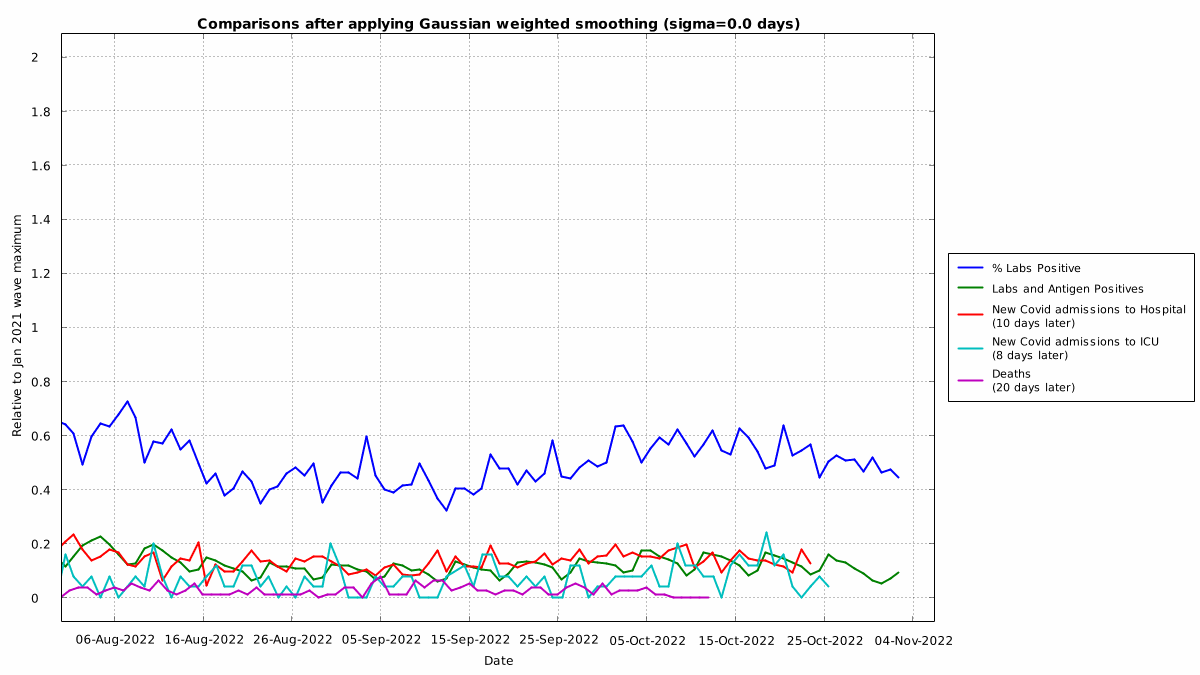 Comparisons after applying Gaussian weighted smoothing (sigma=0.0 days)
Relative to Jan 2021 wave maximum
2
1.8
1.6
1.4
1.2
1
0.8
0.6
0.4
0.2
0
06-Aug-2022
16-Aug-2022
26-Aug-2022
05-Sep-2022
15-Sep-2022
25-Sep-2022
05-Oct-2022
15-Oct-2022
25-Oct-2022
04-Nov-2022
Date
% Labs Positive
Labs and Antigen Positives
New Covid admissions to Hospital
(10 days later)
New Covid admissions to ICU
(8 days later)
Deaths
(20 days later)